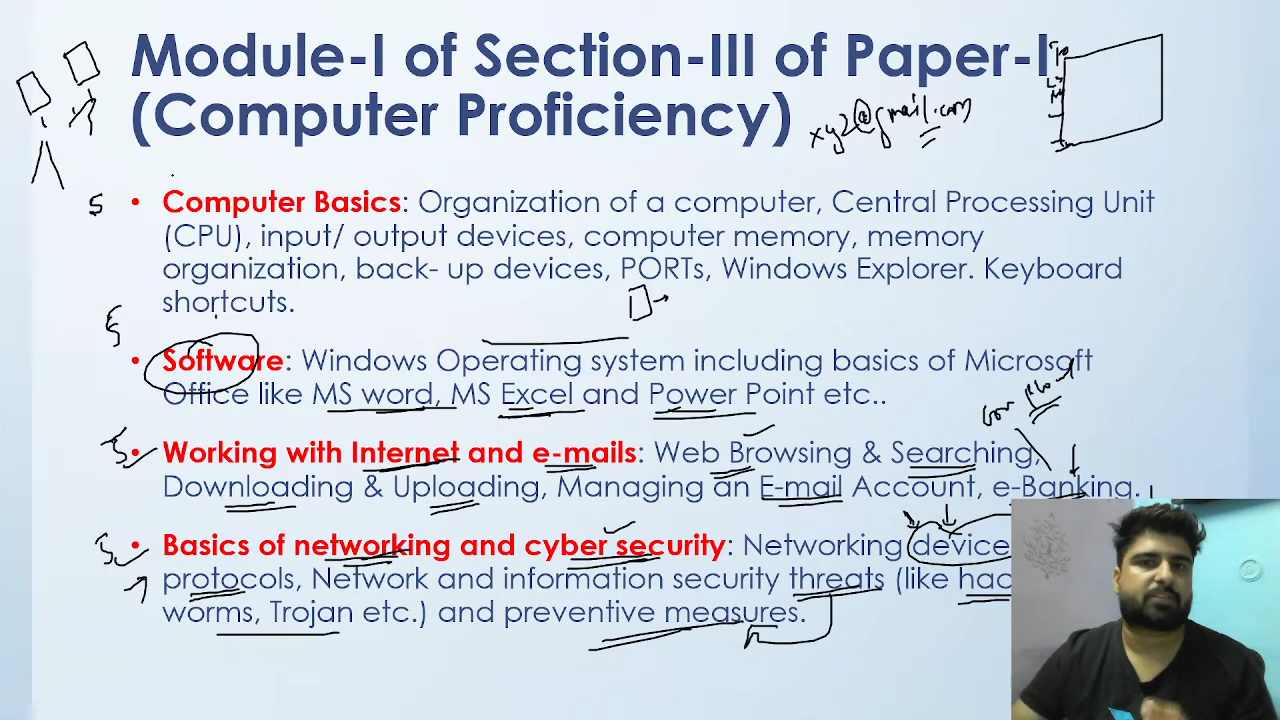 Module-I of Section-III of Paper-I
(Computer Proficiency)
xyz@gmail.com
5 • Computer Basics: Organization of a computer, Central Processing Unit
(CPU), input/ output devices, computer memory, memory
organization, back- up devices, PORTs, Windows Explorer. Keyboard
shortcuts.
• Software: Windows Operating system including basics of Microsoft
Office like MS word, MS Excel and Power Point etc..
• Working with Internet and e-mails: Web Browsing & Searching,
Downloading & Uploading, Managing an E-mail Account, e-Banking.
• Basics of networking and cyber security: Networking device
protocols, Network and information security threats (like hac
worms, Trojan etc.) and preventive measures.